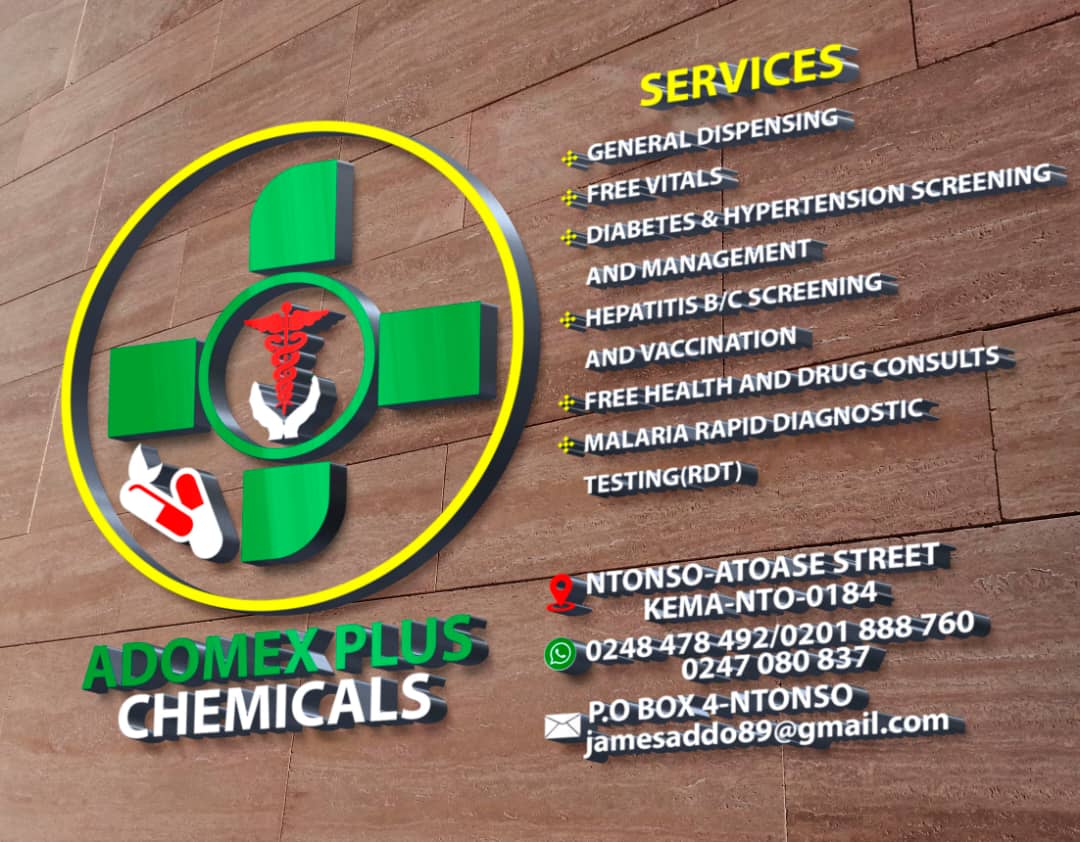 ADOMEX PLUS
CHEMICALS
SERVICES
GENERAL DISPENSING
FREE VITALS
DIABETES & HYPERTENSION SCREENING
AND MANAGEMENT
HEPATITIS B/C SCREENING
AND VACCINATION
FREE HEALTH AND DRUG CONSULTS
MALARIA RAPID DIAGNOSTIC
TESTING(RDT)
NTONSO-ATOASE STREET
KEMA-NTO-0184
0248 478 492/0201 888 760
0247 080 837
P.O BOX 4-NTONSO
jamesaddo89@gmail.com